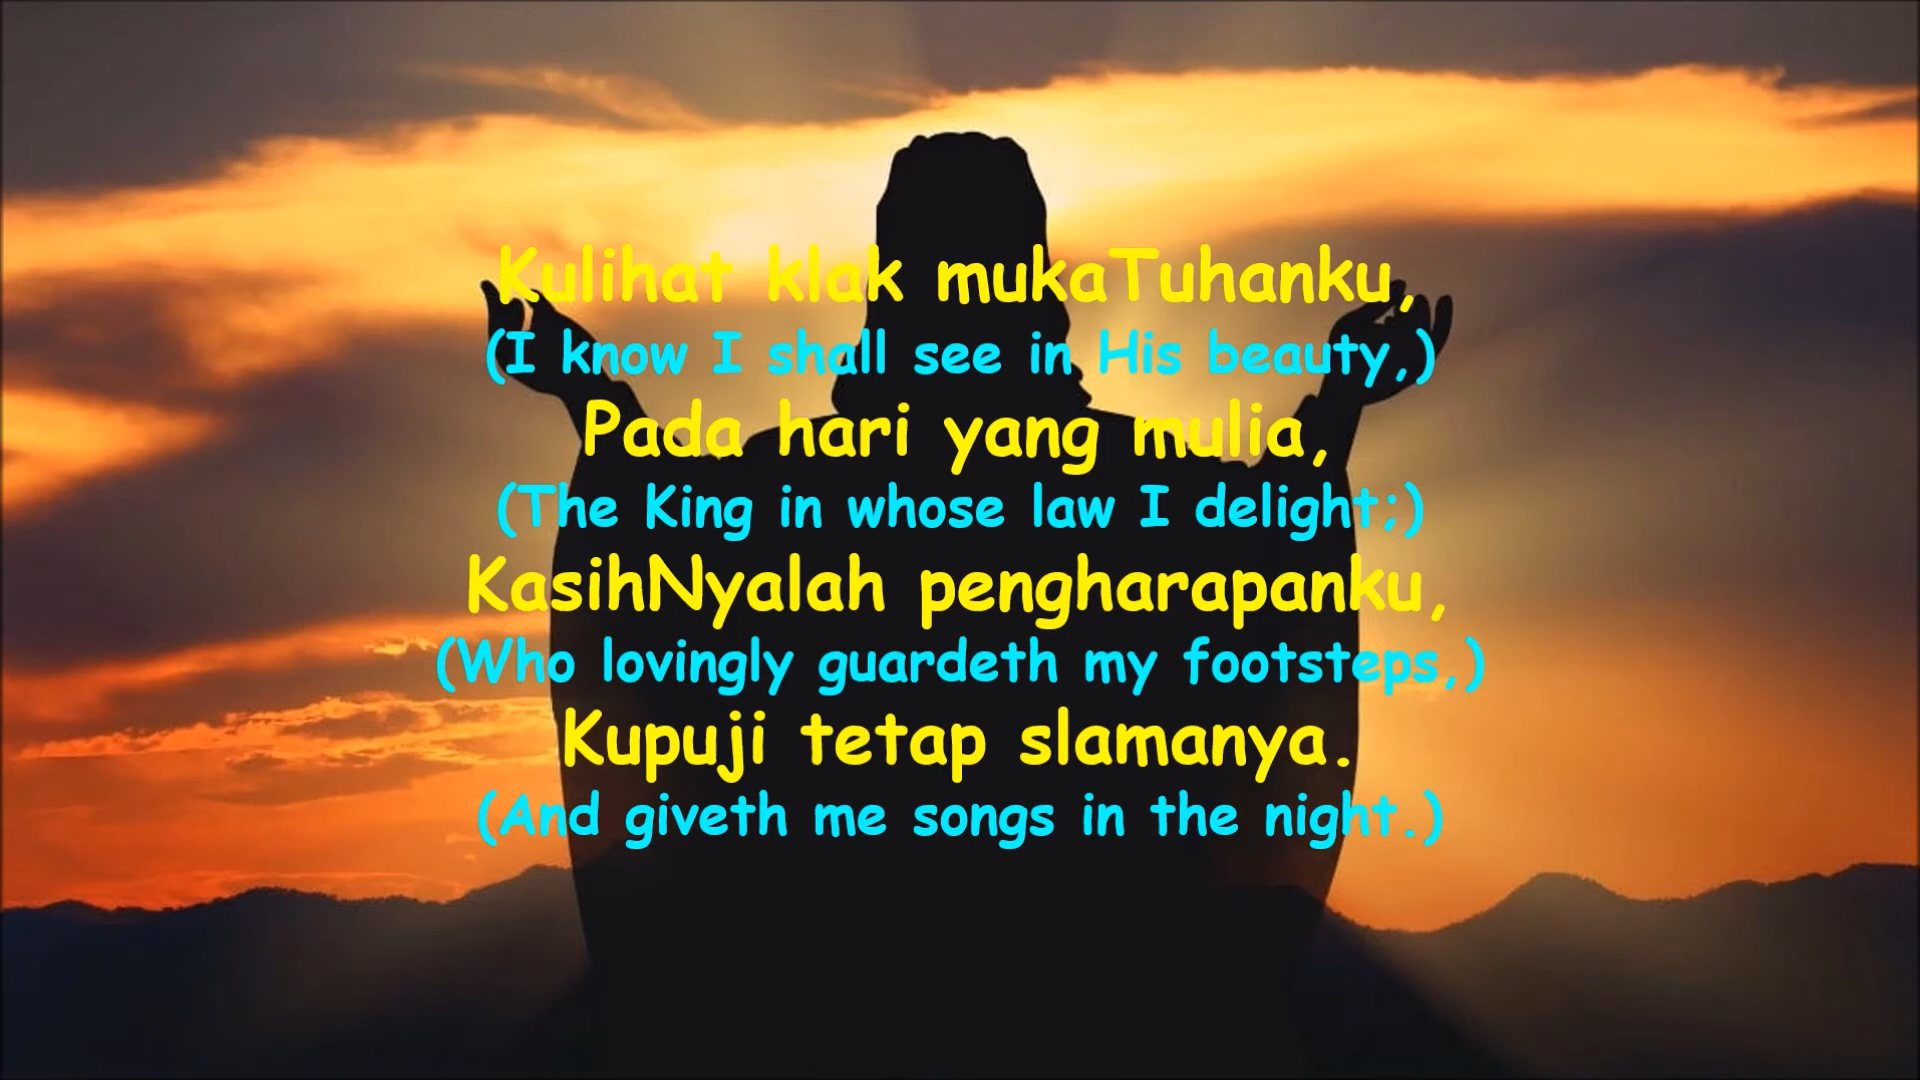 Kulihat klak mukaTuhanku,
(I know I shall see in His beauty,)
Pada hari yang mulia,
(The King in whose law I delight;)
KasihNyalah pengharapanku,
(Who lovingly guardeth my footsteps,)
Kupuji tetap slamanya.
(And giveth me songs in the night.)